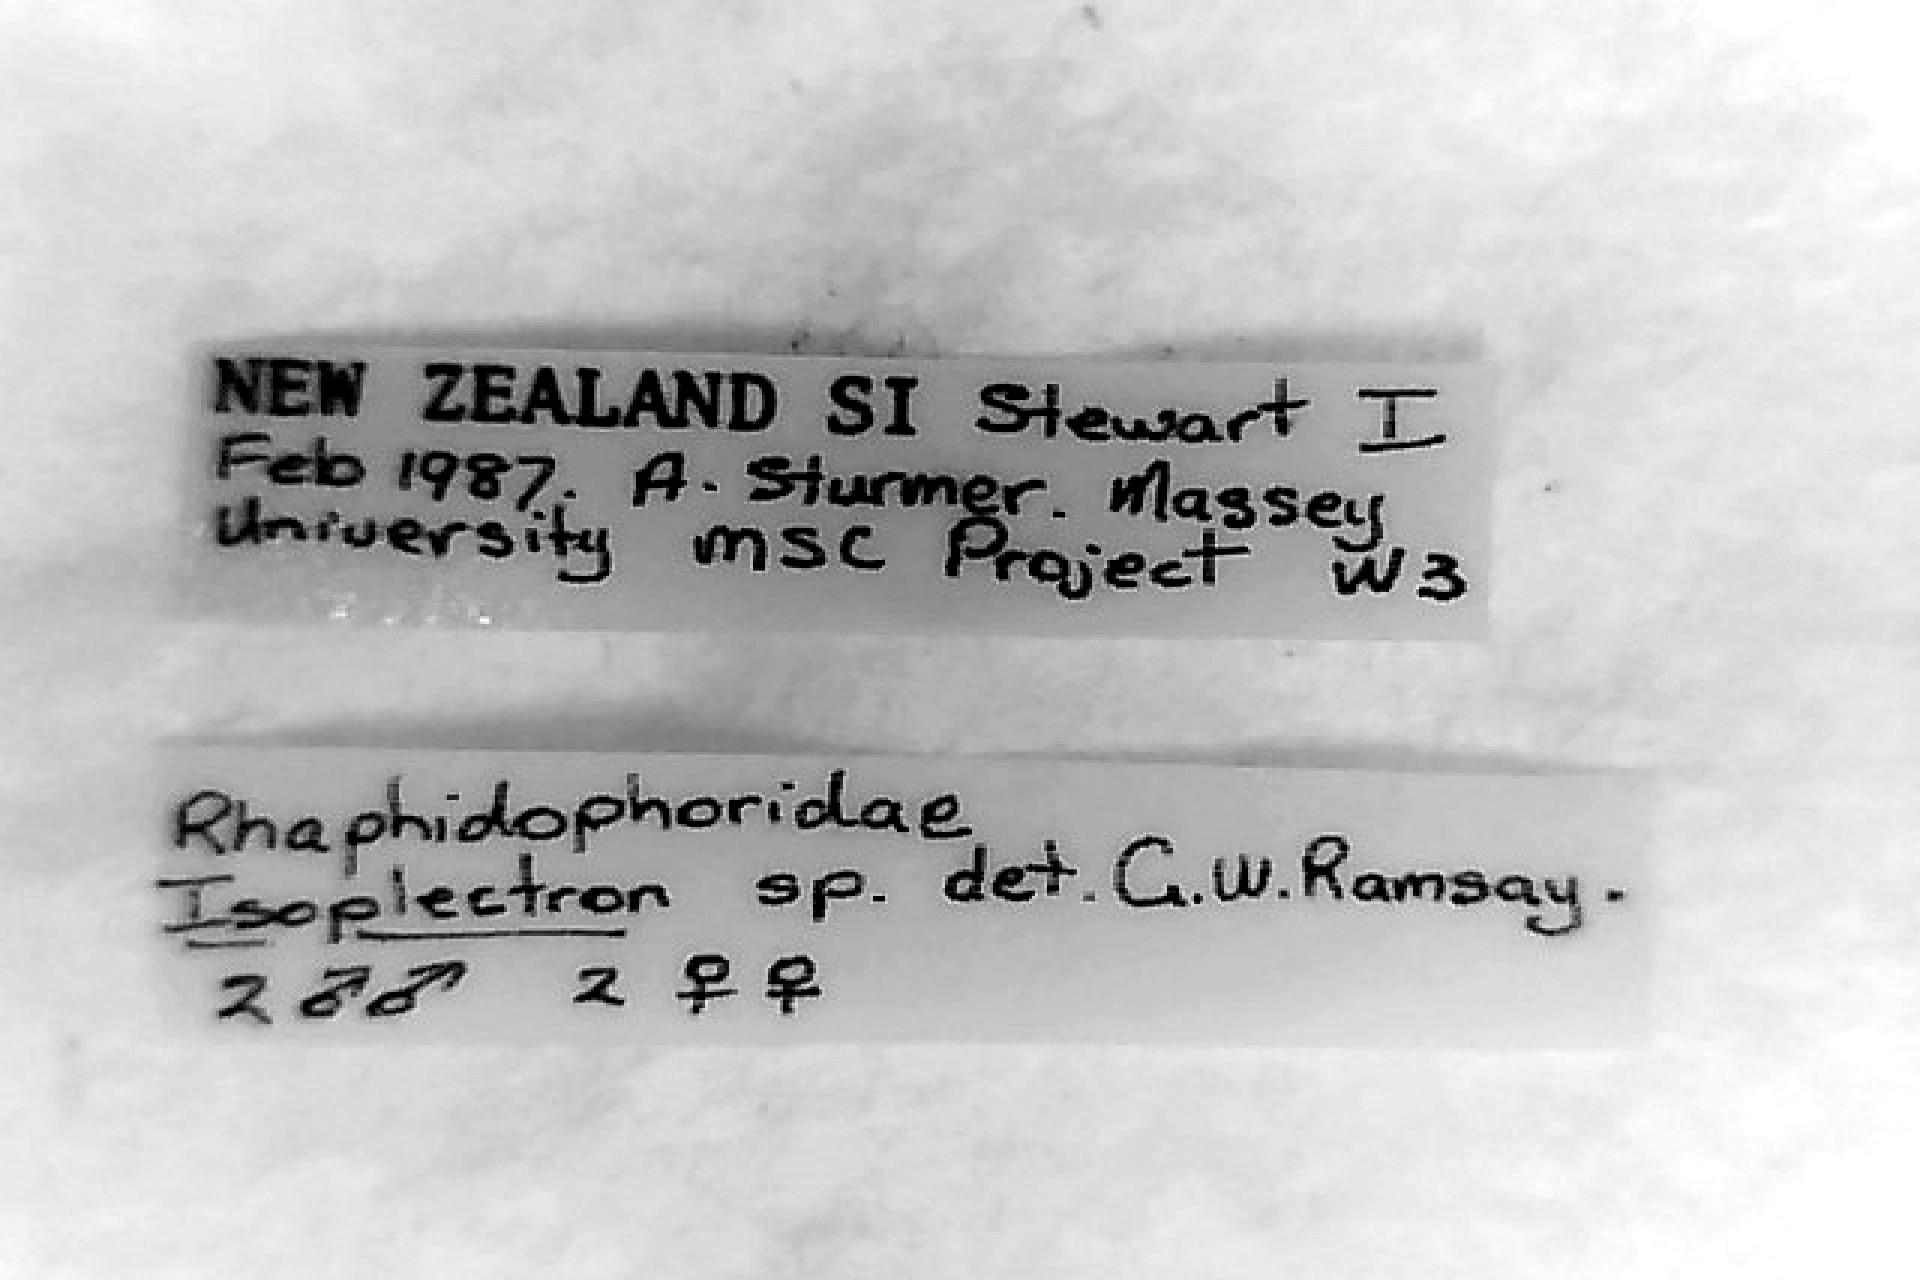 NEW ZEALAND SI Stewart I
Feb 1987. A. Sturmer. Massey
University MSC Project W3
Rhaphidophoridae
Isoplectron sp. det. G.W. Ramsay.
2 ♂♂ 2 ♀♀